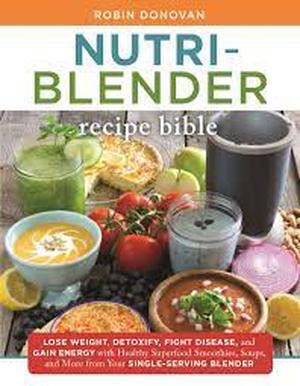 ROBIN DONOVAN
NUTRI-
BLENDER
recipe bible
LOSE WEIGHT, DETOXIFY, FIGHT DISEASE, and
GAIN ENERGY with Healthy Superfood Smoothies, Soups,
and More from Your SINGLE-SERVING BLENDER